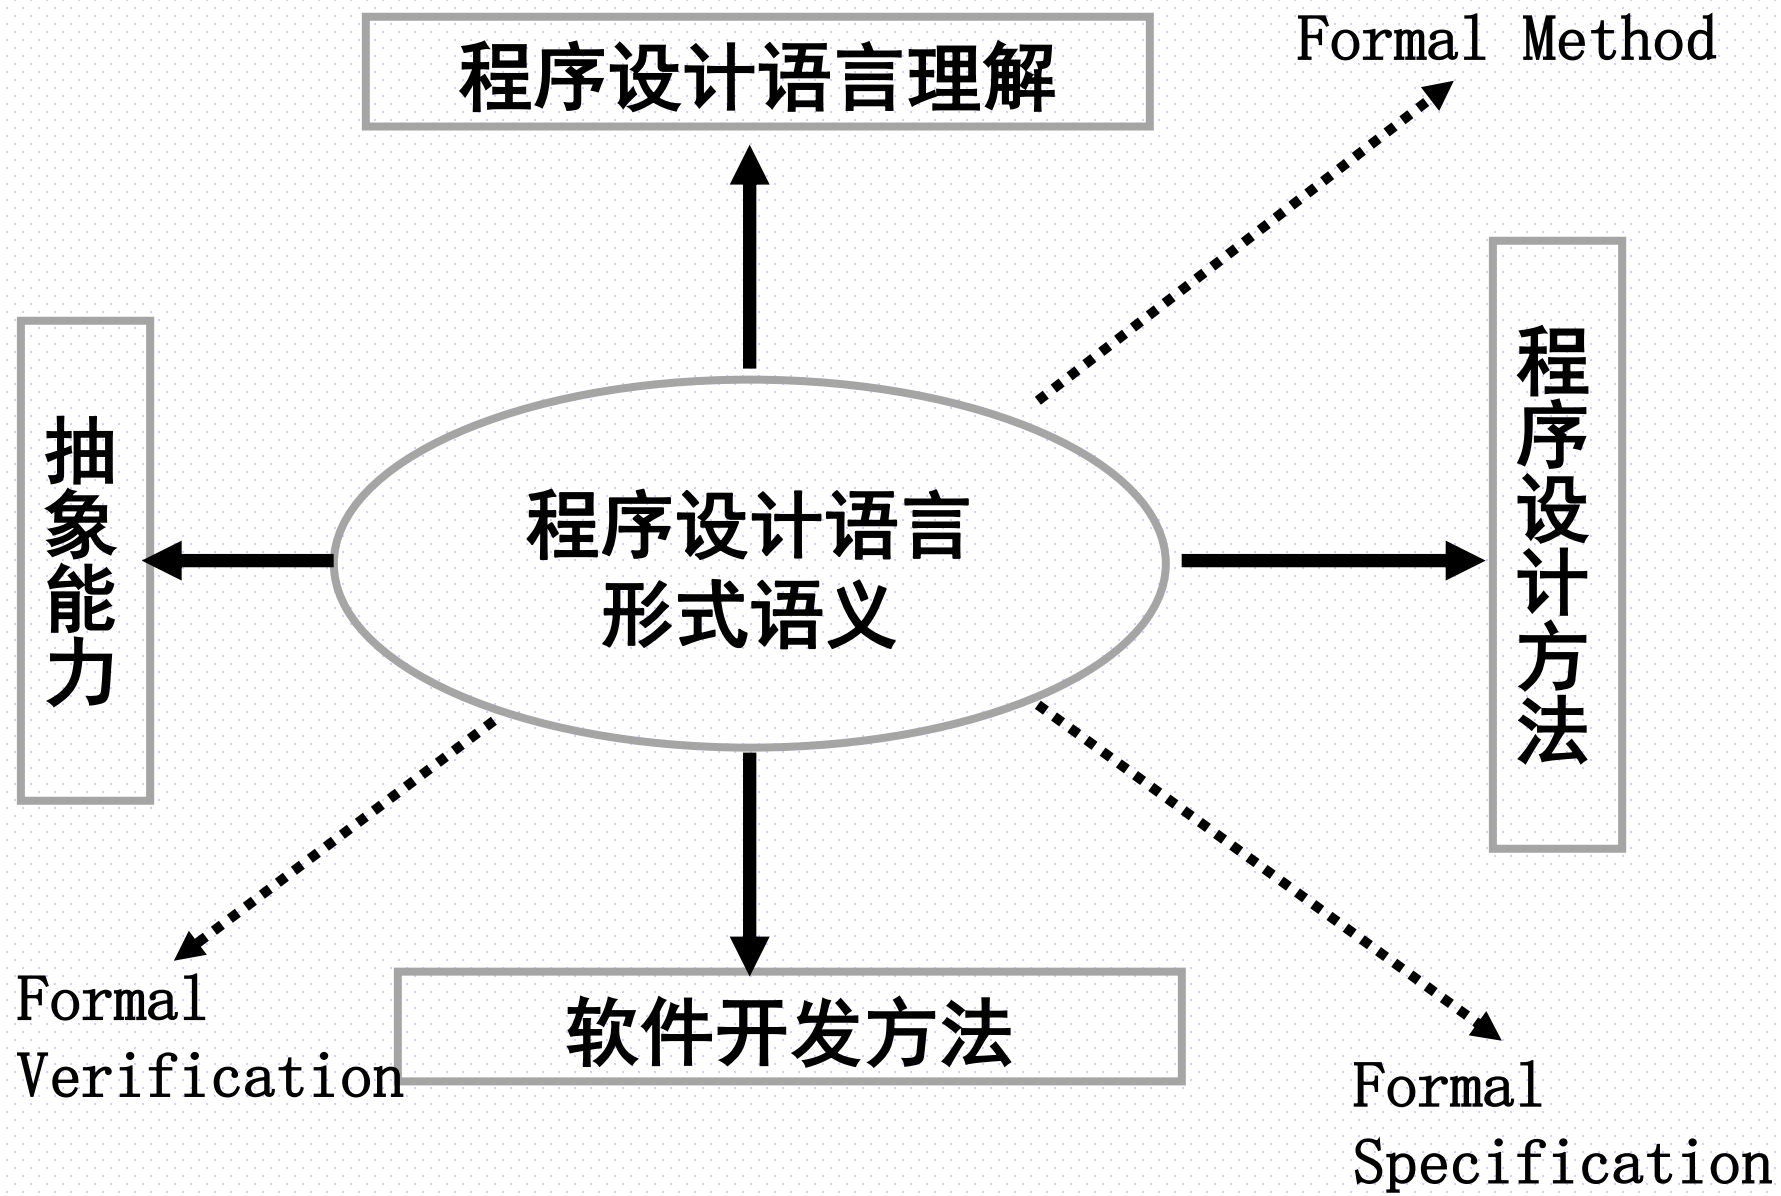 程序设计语言理解
Formal Method
抽象能力
程序设计语言
形式语义
程序设计方法
Formal
Verification
软件开发方法
Formal
Specification